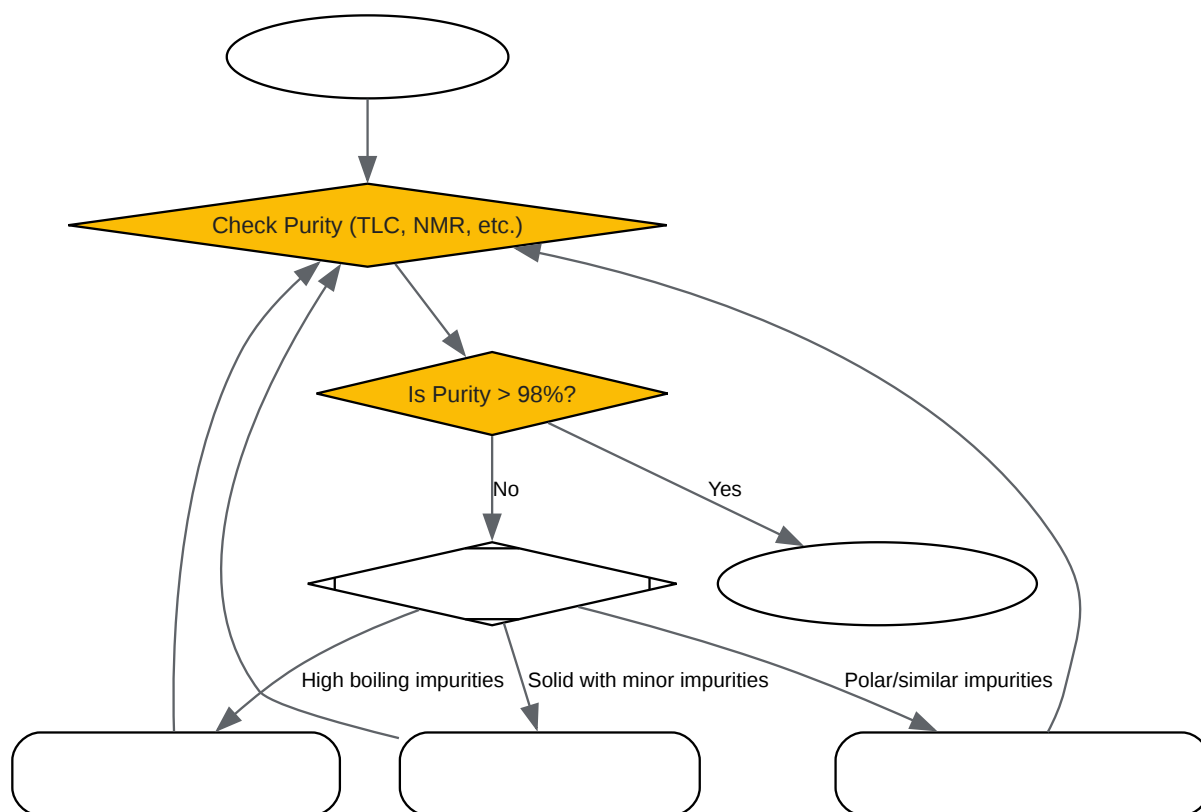 Check Purity (TLC, NMR, etc.)
Is Purity > 98%?
No
Yes
High boiling impurities
Solid with minor impurities
Polar/similar impurities